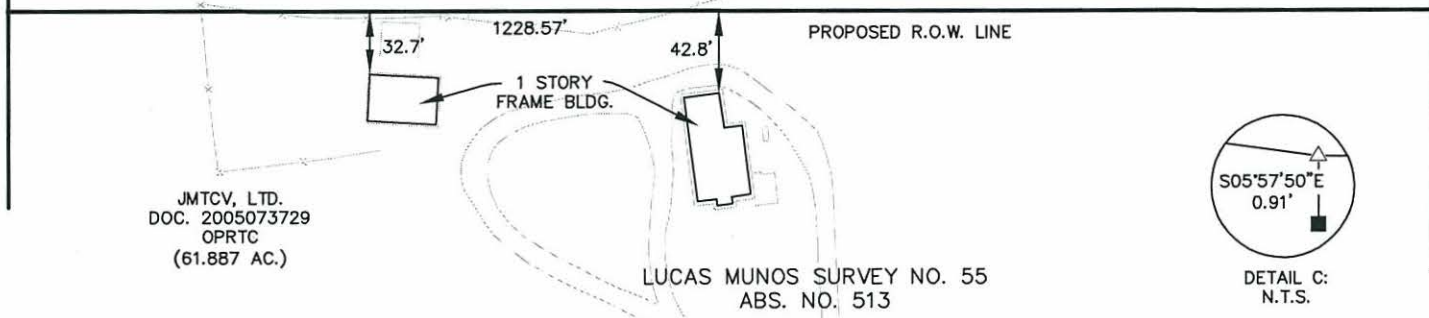 1228.57'
PROPOSED R.O.W. LINE
32.7'
42.8'
1 STORY
FRAME BLDG.
S05°57'50"E
0.91'
JMTCV, LTD.
DOC. 2005073729
OPRTC
(61.887 AC.)
LUCAS MUNOS SURVEY NO. 55
ABS. NO. 513
DETAIL C:
N.T.S.